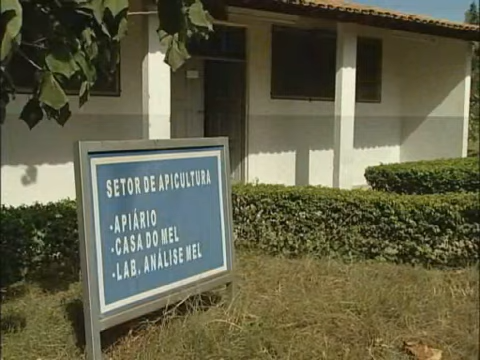 SETOR DE APICULTURA
·APIÁRIO
·CASA DO MEL
·LAB. ANÁLISE MEL